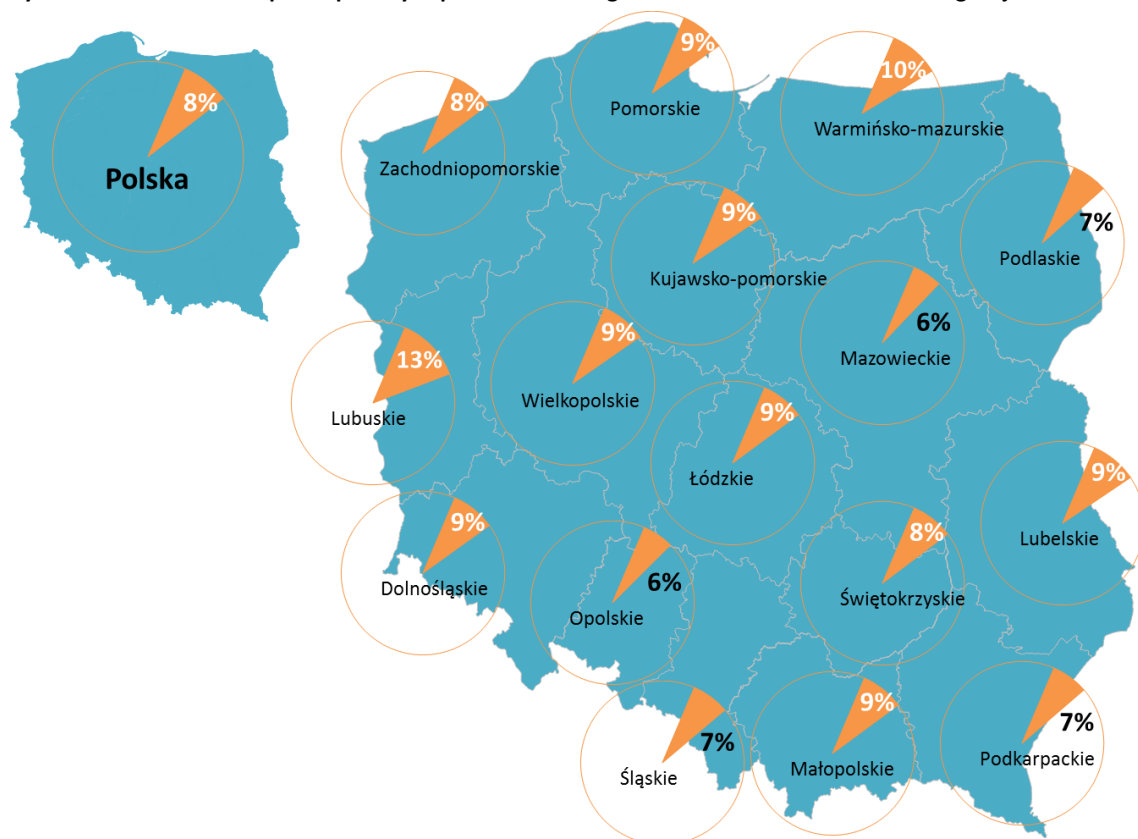 8%
Polska
9%
Pomorskie
10%
Warmińsko-mazurskie
8%
Zachodniopomorskie
7%
Podlaskie
9%
Kujawsko-pomorskie
6%
Mazowieckie
13%
Lubuskie
9%
Wielkopolskie
9%
Łódzkie
9%
Lubelskie
9%
Dolnośląskie
6%
Opolskie
8%
Świętokrzyskie
7%
Śląskie
9%
Małopolskie
7%
Podkarpackie